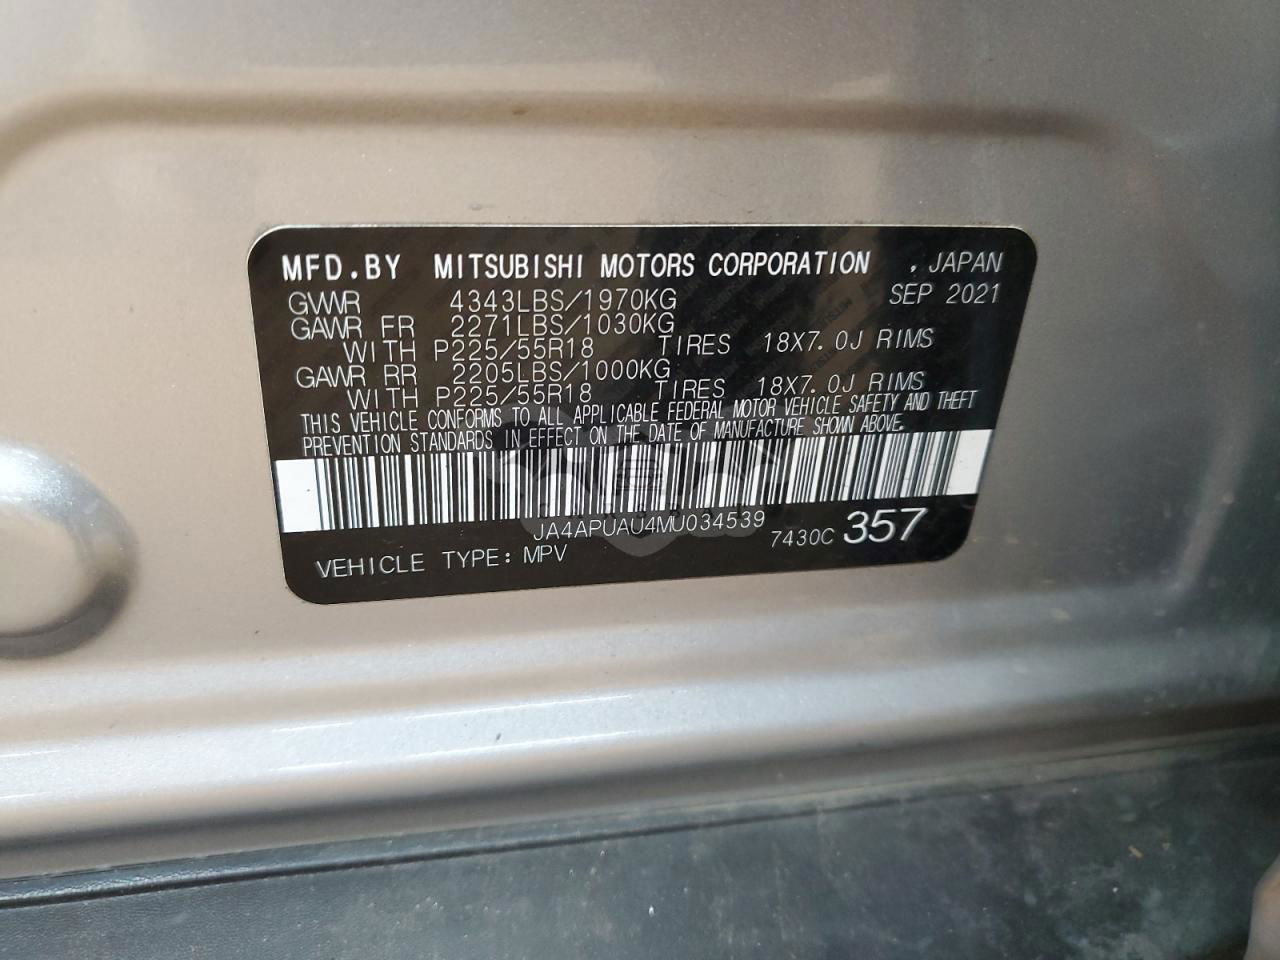 MFD.BY MITSUBISHI MOTORS CORPORATION , JAPAN
GVWR 4343LBS/1970KG SEP 2021
GAWR FR 2271LBS/1030KG
WITH P225/55R18 TIRES 18X7.0J RIMS
GAWR RR 2205LBS/1000KG
WITH P225/55R18 TIRES 18X7.0J RIMS
THIS VEHICLE CONFORMS TO ALL APPLICABLE FEDERAL MOTOR VEHICLE SAFETY AND THEFT
PREVENTION STANDARDS IN EFFECT ON THE DATE OF MANUFACTURE SHOWN ABOVE.
JA4APUAU4MU034539
7430C 357
VEHICLE TYPE: MPV